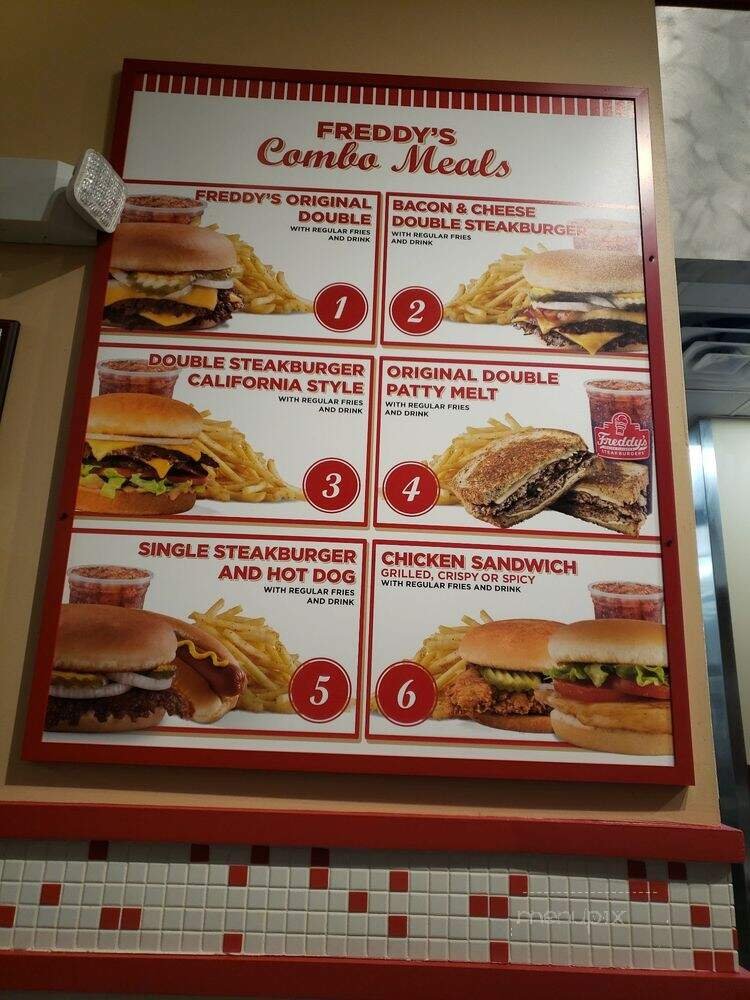 FREDDY'S
Combo Meals
FREDDY'S ORIGINAL
DOUBLE
WITH REGULAR FRIES
AND DRINK
1
BACON & CHEESE
DOUBLE STEAKBURGER
WITH REGULAR FRIES
AND DRINK
2
DOUBLE STEAKBURGER
CALIFORNIA STYLE
WITH REGULAR FRIES
AND DRINK
3
ORIGINAL DOUBLE
PATTY MELT
WITH REGULAR FRIES
AND DRINK
4
Freddy's
STEAKBURGERS
SINGLE STEAKBURGER
AND HOT DOG
WITH REGULAR FRIES
AND DRINK
5
CHICKEN SANDWICH
GRILLED, CRISPY OR SPICY
WITH REGULAR FRIES AND DRINK
6
menupix